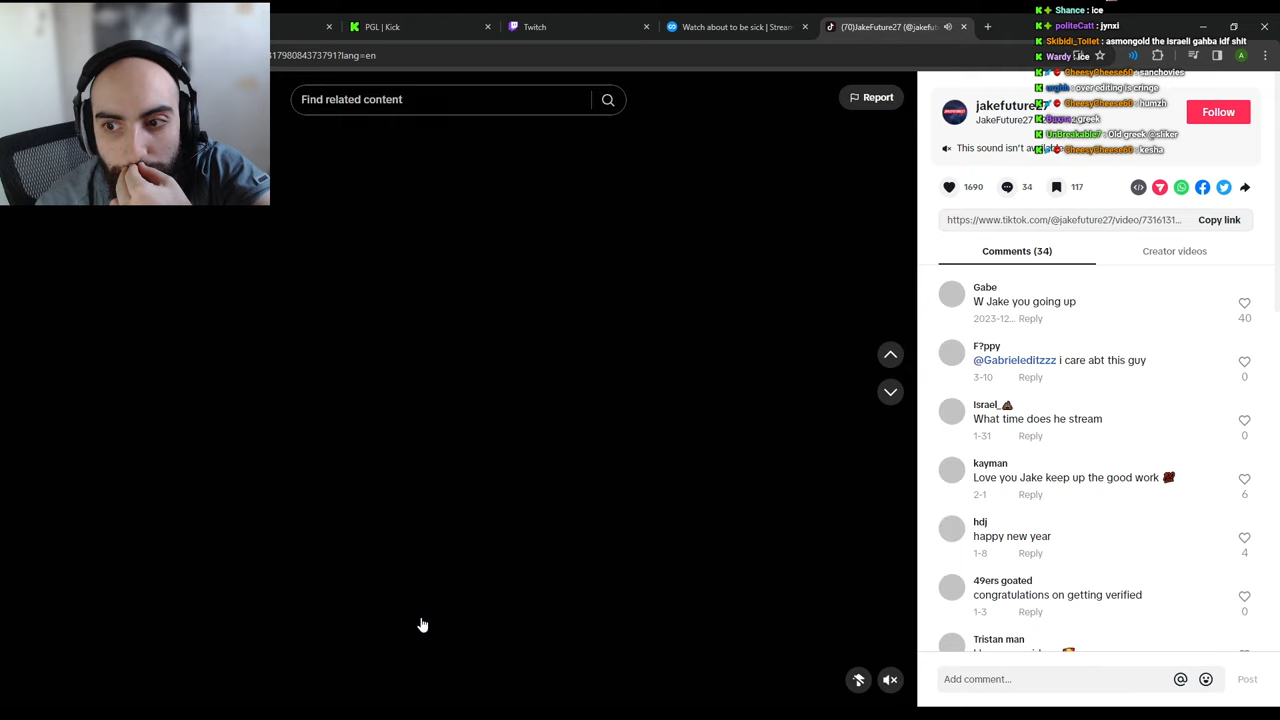 Shance : ice
politeCatt : jynxi
PGL | Kick
Twitch
Watch about to be sick | Stream
(70)JakeFuture27 (@jakefut
Skibidi_Toilet : asmongold the Israeli gahba idf shit
31798084373791?lang=en
Wardy : ice
CheesyCheese60 : sanchovies
: over editing is cringe
CheesyCheese60 : humzh
: greek
UnBreakable7 : Old greek @sliker
CheesyCheese60 : kesha
Find related content
Report
jakefuture27
JakeFuture27
Follow
This sound isn't available
1690
34
117
https://www.tiktok.com/@jakefuture27/video/7316131...
Copy link
Comments (34)
Creator videos
Gabe
W Jake you going up
2023-12... Reply
40
F?ppy
@Gabrieleditzzz i care abt this guy
3-10 Reply
0
Israel_💩
What time does he stream
1-31 Reply
0
kayman
Love you Jake keep up the good work
2-1 Reply
6
hdj
happy new year
1-8 Reply
4
49ers goated
congratulations on getting verified
1-3 Reply
0
Tristan man
Add comment...
Post